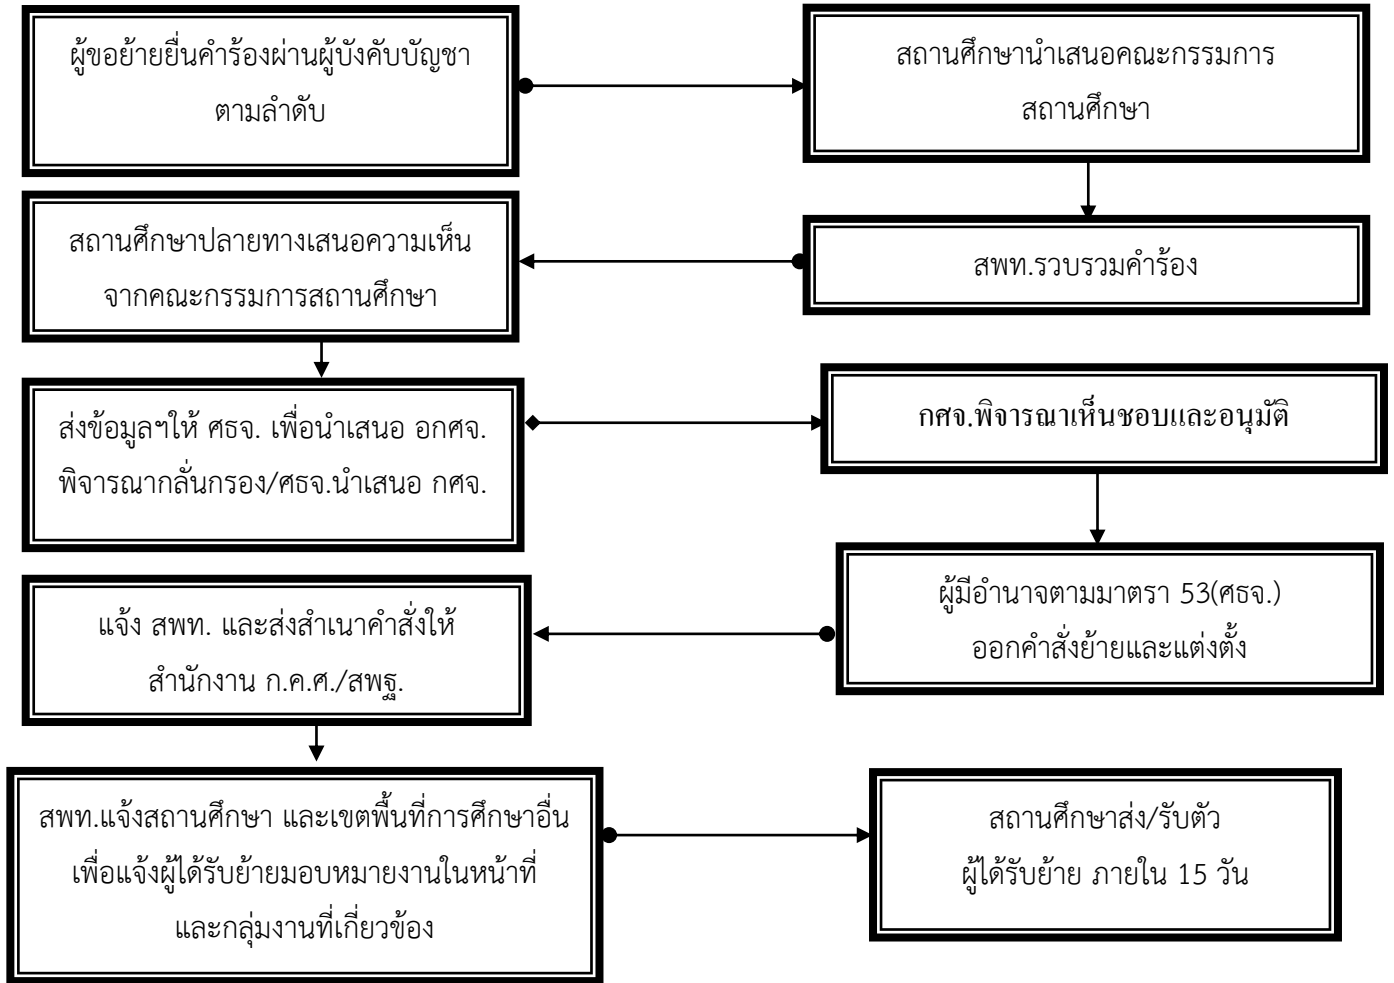 ผู้ขอย้ายยื่นคำร้องผ่านผู้บังคับบัญชา
ตามลำดับ
สถานศึกษานำเสนอคณะกรรมการ
สถานศึกษา
สพท.รวบรวมคำร้อง
สถานศึกษาปลายทางเสนอความเห็น
จากคณะกรรมการสถานศึกษา
ส่งข้อมูลฯให้ ศธจ. เพื่อนำเสนอ อกศจ.
พิจารณากลั่นกรอง/ศธจ.นำเสนอ กศจ.
กศจ.พิจารณาเห็นชอบและอนุมัติ
ผู้มีอำนาจตามมาตรา 53(ศธจ.)
ออกคำสั่งย้ายและแต่งตั้ง
แจ้ง สพท. และส่งสำเนาคำสั่งให้
สำนักงาน ก.ค.ศ./สพฐ.
สพท.แจ้งสถานศึกษา และเขตพื้นที่การศึกษาอื่น
เพื่อแจ้งผู้ได้รับย้ายมอบหมายงานในหน้าที่
และกลุ่มงานที่เกี่ยวข้อง
สถานศึกษาส่ง/รับตัว
ผู้ได้รับย้าย ภายใน 15 วัน